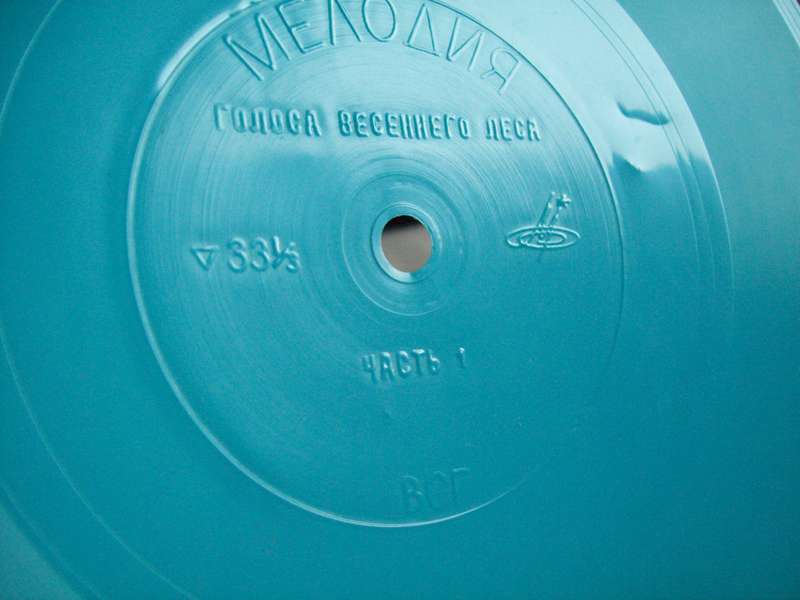 МЕЛОДИЯ
ГОЛОСА ВЕСЕННЕГО ЛЕСА
▽ 33⅓
ЧАСТЬ 1
ВСГ